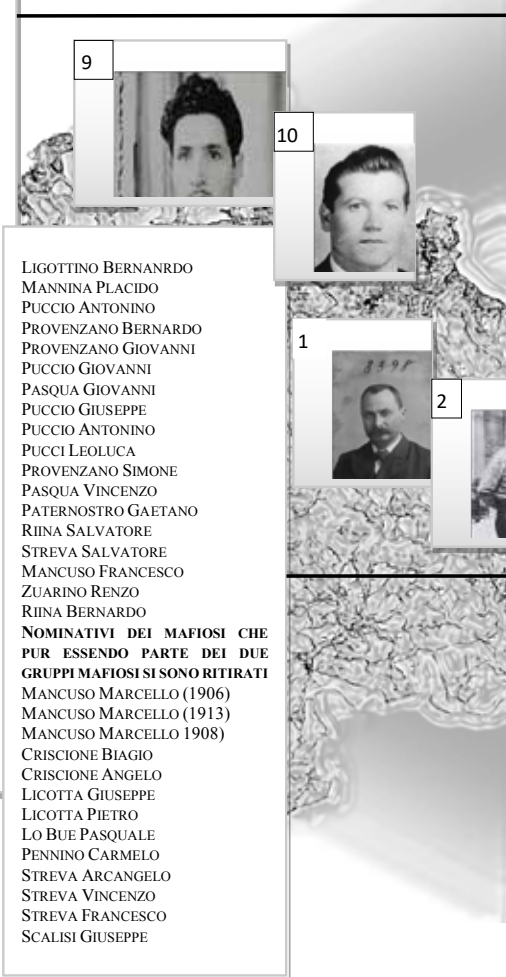 9
10
LIGOTTINO BERNANRDO
MANNINA PLACIDO
PUCCIO ANTONINO
PROVENZANO BERNARDO
PROVENZANO GIOVANNI
PUCCIO GIOVANNI
PASQUA GIOVANNI
PUCCIO GIUSEPPE
PUCCIO ANTONINO
PUCCI LEOLUCA
PROVENZANO SIMONE
PASQUA VINCENZO
PATERNOSTRO GAETANO
RIINA SALVATORE
STREVA SALVATORE
MANCUSO FRANCESCO
ZUARINO RENZO
RIINA BERNARDO
NOMINATIVI DEI MAFIOSI CHE
PUR ESSENDO PARTE DEI DUE
GRUPPI MAFIOSI SI SONO RITIRATI
MANCUSO MARCELLO (1906)
MANCUSO MARCELLO (1913)
MANCUSO MARCELLO 1908)
CRISCIONE BIAGIO
CRISCIONE ANGELO
LICOTTA GIUSEPPE
LICOTTA PIETRO
LO BUE PASQUALE
PENNINO CARMELO
STREVA ARCANGELO
STREVA VINCENZO
STREVA FRANCESCO
SCALISI GIUSEPPE
1
8398
2